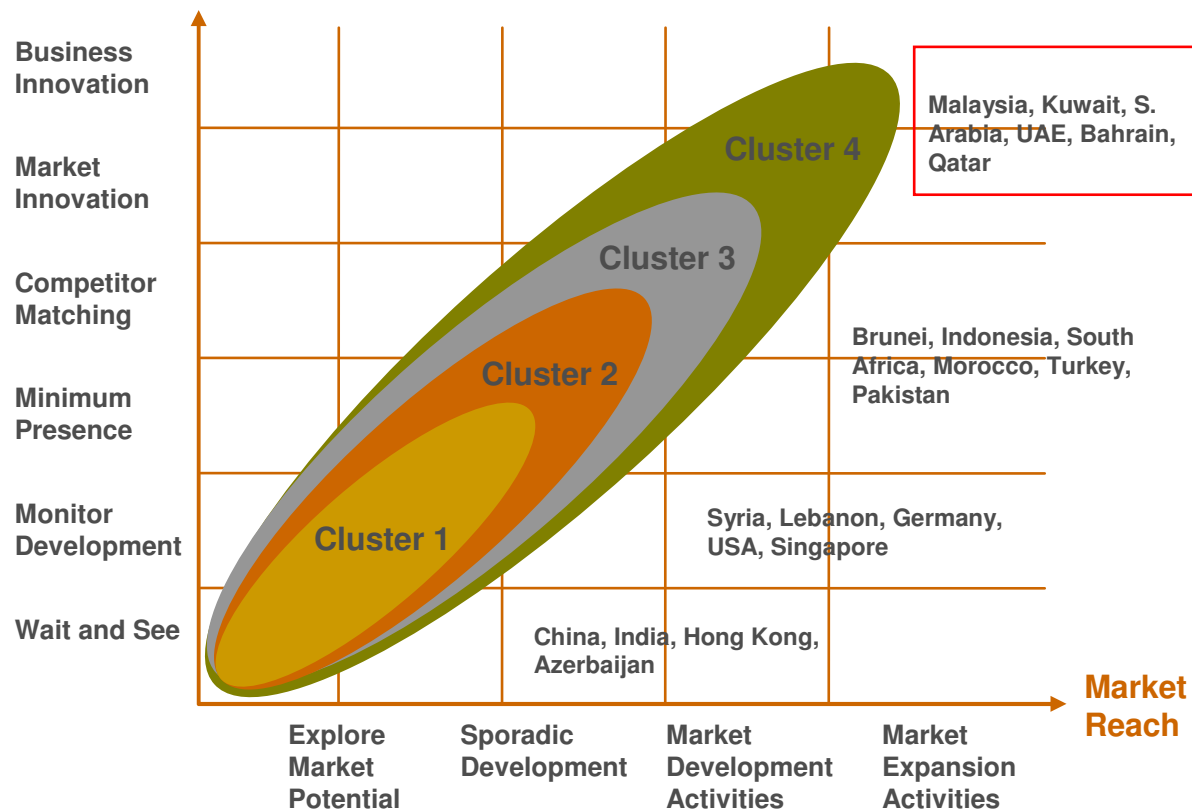 Business
Innovation
Malaysia, Kuwait, S.
Arabia, UAE, Bahrain,
Qatar
Cluster 4
Market
Innovation
Cluster 3
Competitor
Matching
Brunei, Indonesia, South
Africa, Morocco, Turkey,
Pakistan
Cluster 2
Minimum
Presence
Monitor
Development
Cluster 1
Syria, Lebanon, Germany,
USA, Singapore
Wait and See
China, India, Hong Kong,
Azerbaijan
Market
Reach
Explore
Market
Potential
Sporadic
Development
Market
Development
Activities
Market
Expansion
Activities